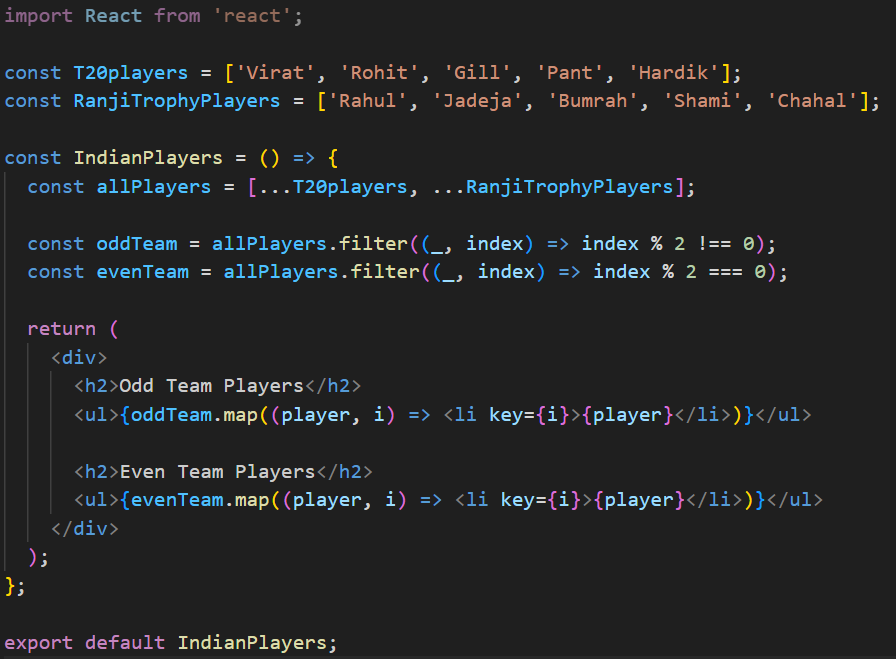 import React from 'react';
const T20players = ['Virat', 'Rohit', 'Gill', 'Pant', 'Hardik'];
const RanjiTrophyPlayers = ['Rahul', 'Jadeja', 'Bumrah', 'Shami', 'Chahal'];
const IndianPlayers = () => {
  const allPlayers = [...T20players, ...RanjiTrophyPlayers];
  const oddTeam = allPlayers.filter((_, index) => index % 2 !== 0);
  const evenTeam = allPlayers.filter((_, index) => index % 2 === 0);
  return (
    <div>
      <h2>Odd Team Players</h2>
      <ul>{oddTeam.map((player, i) => <li key={i}>{player}</li>)}</ul>
      <h2>Even Team Players</h2>
      <ul>{evenTeam.map((player, i) => <li key={i}>{player}</li>)}</ul>
    </div>
  );
};
export default IndianPlayers;